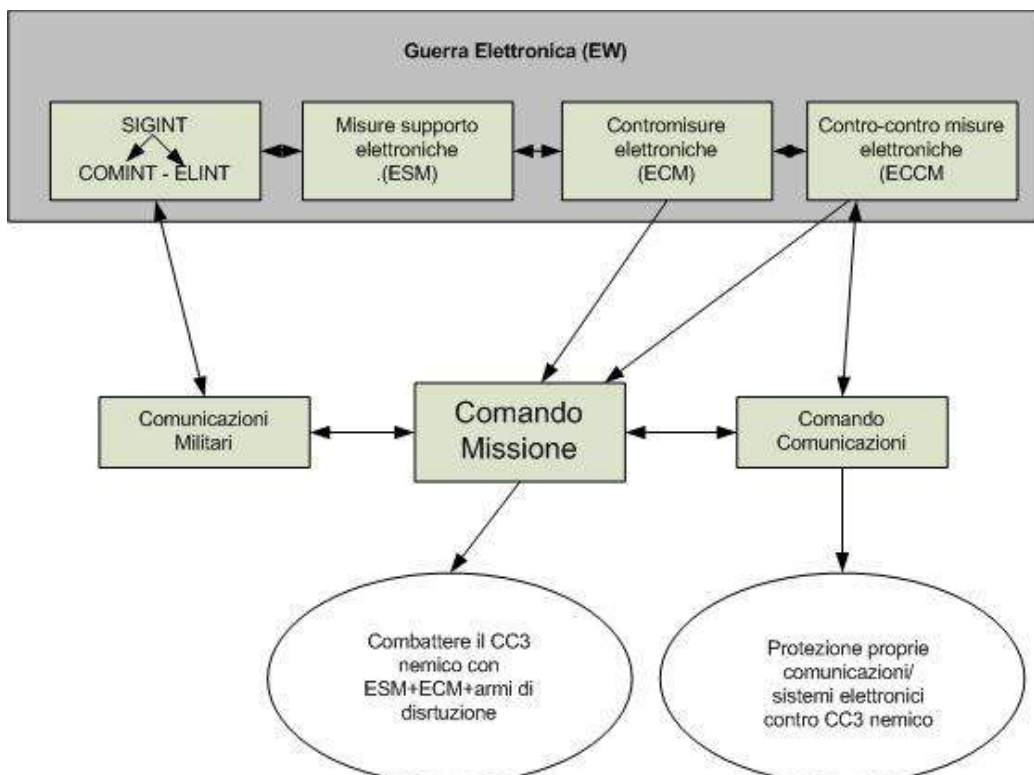 Guerra Elettronica (EW)
SIGINT
COMINT - ELINT
Misure supporto
elettroniche
.(ESM)
Contromisure
elettroniche
(ECM)
Contro-contro misure
elettroniche
(ECCM
Comunicazioni
Militari
Comando
Missione
Comando
Comunicazioni
Combattere il CC3
nemico con
ESM+ECM+armi di
disrtuzione
Protezione proprie
comunicazioni/
sistemi elettronici
contro CC3 nemico